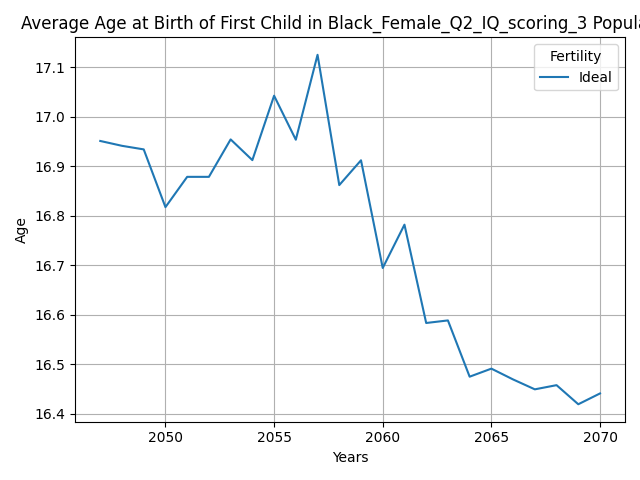 Average Age at Birth of First Child in Black_Female_Q2_IQ_scoring_3 Popula
Fertility
Ideal
17.1
17.0
16.9
16.8
16.7
16.6
16.5
16.4
Age
2050 2055 2060 2065 2070
Years